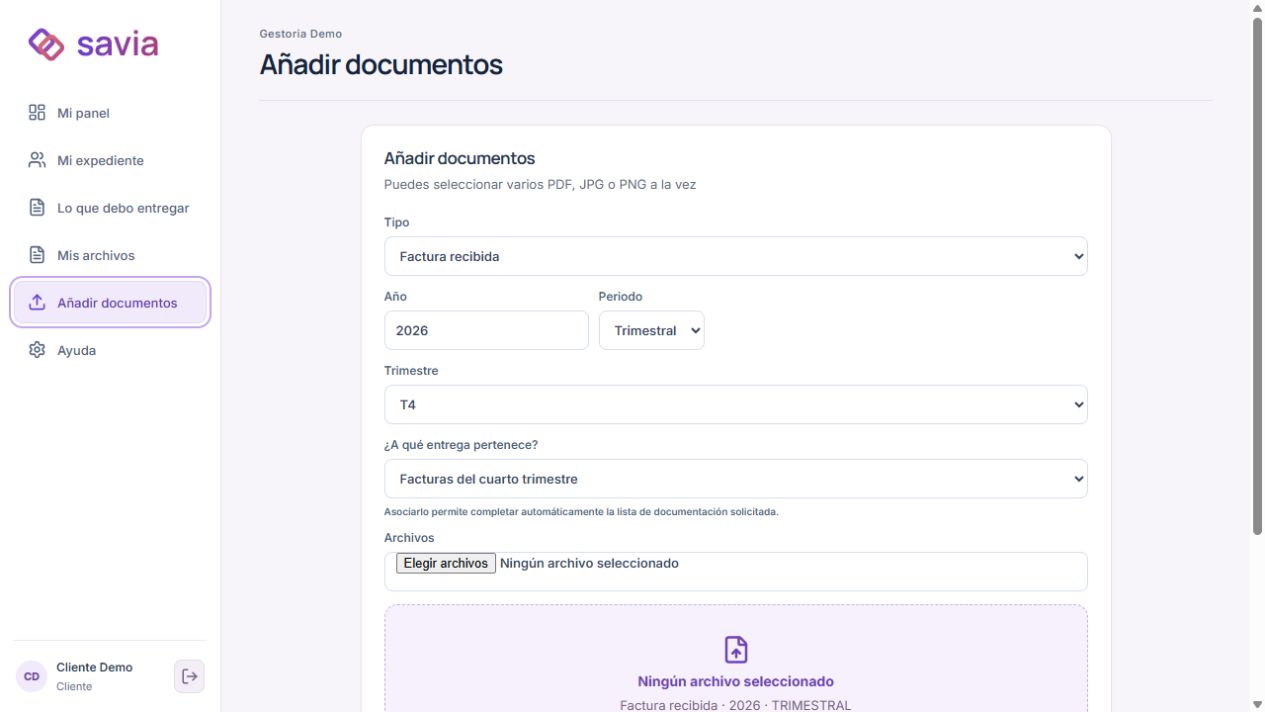 savia
Mi panel
Mi expediente
Lo que debo entregar
Mis archivos
Añadir documentos
Ayuda
CD
Cliente Demo
Cliente
Gestoria Demo
Añadir documentos
Añadir documentos
Puedes seleccionar varios PDF, JPG o PNG a la vez
Tipo
Factura recibida
Año
Periodo
2026
Trimestral
Trimestre
T4
¿A qué entrega pertenece?
Facturas del cuarto trimestre
Asociarlo permite completar automáticamente la lista de documentación solicitada.
Archivos
Elegir archivos Ningún archivo seleccionado
Ningún archivo seleccionado
Factura recibida · 2026 · TRIMESTRAL